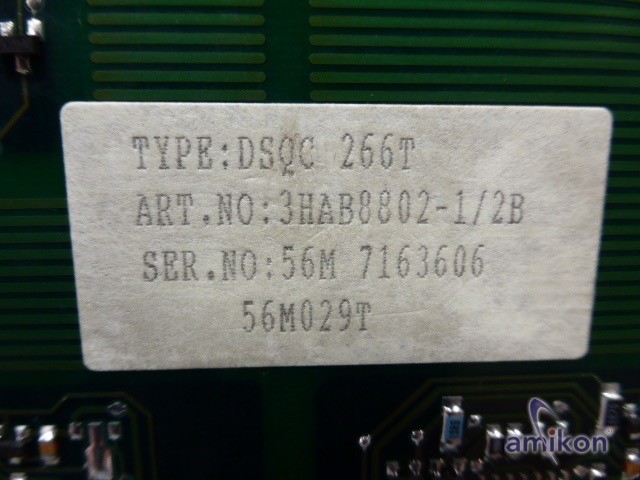 TYPE:DSQC 266T
ART.NO:3HAB8802-1/2B
SER.NO:56M 7163606
56M029T
amikon